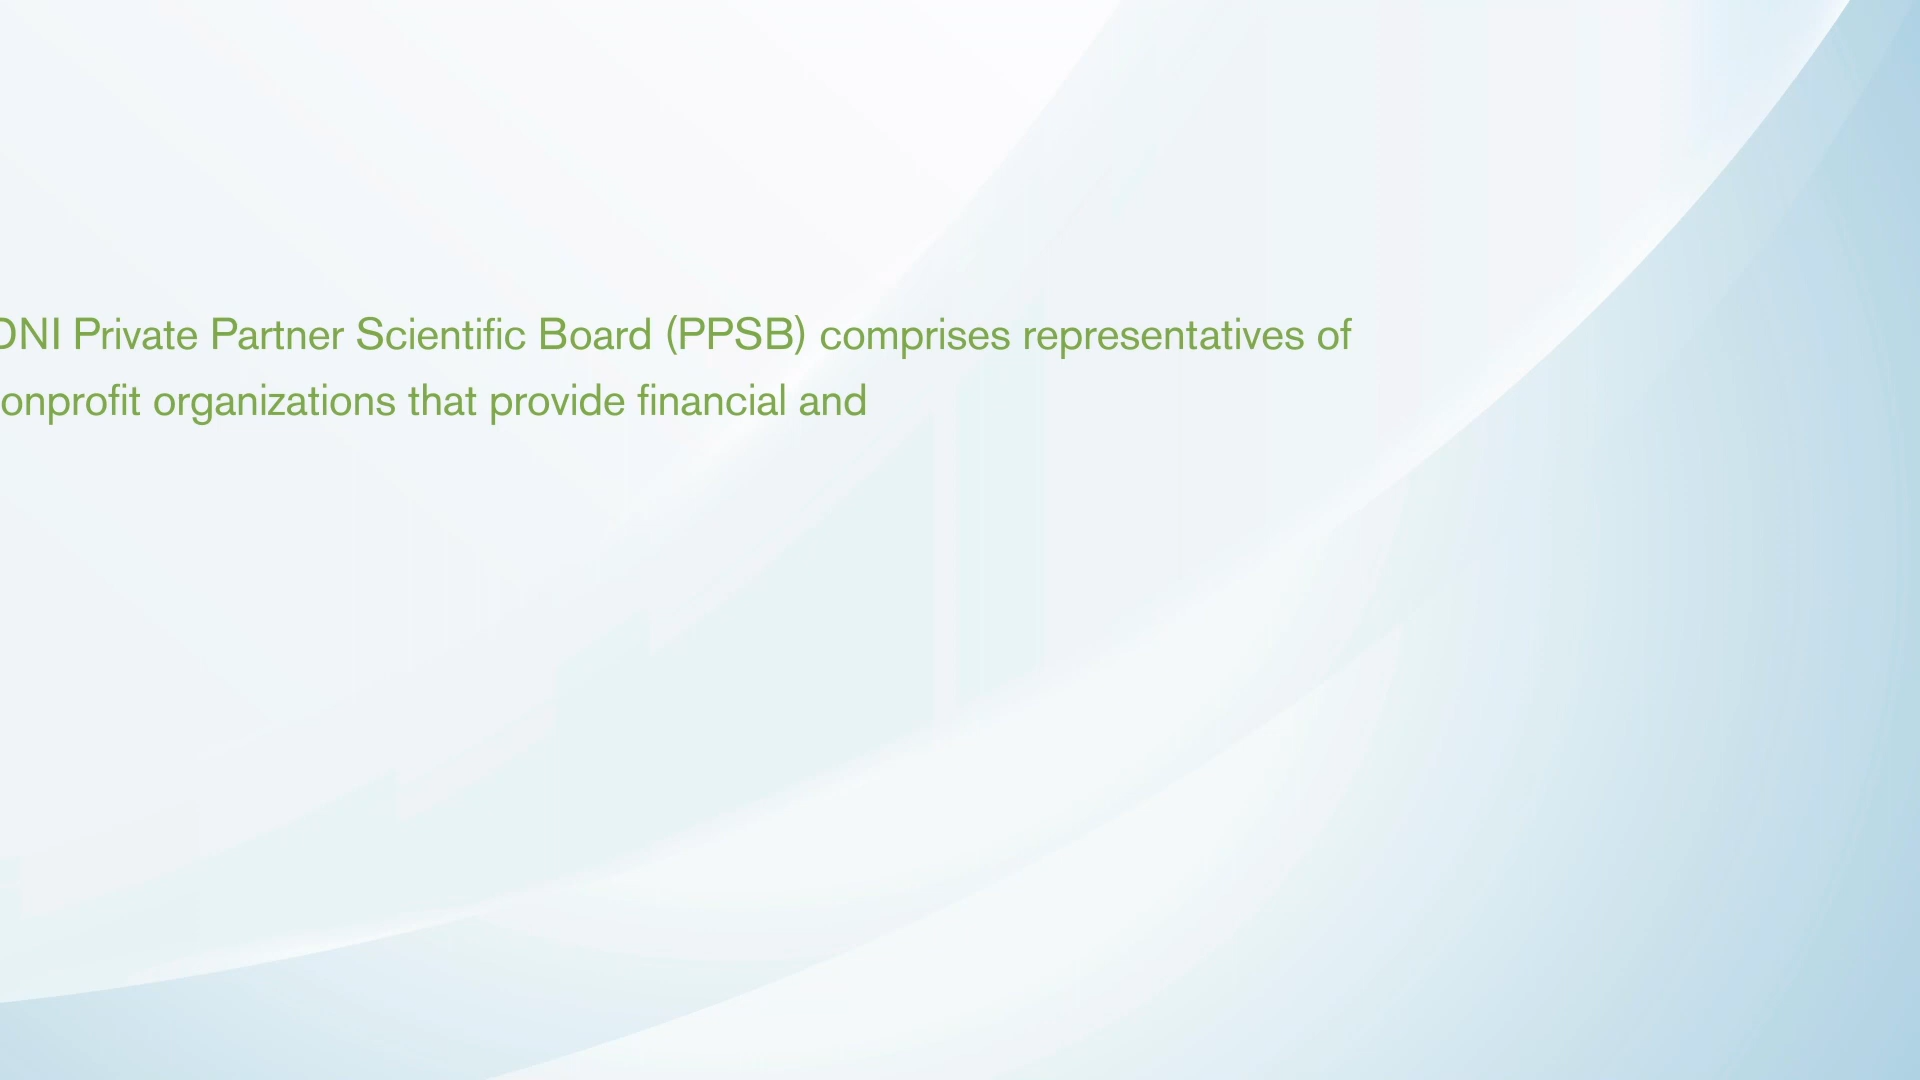 DNI Private Partner Scientific Board (PPSB) comprises representatives of
onprofit organizations that provide financial and